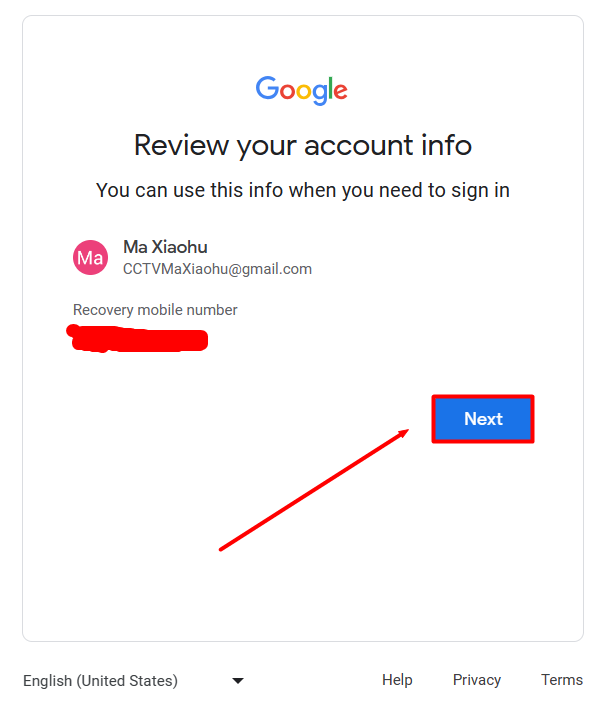 Google
Review your account info
You can use this info when you need to sign in
Ma
Ma Xiaohu
CCTVMaXiaohu@gmail.com
Recovery mobile number
Next
English (United States)
Help Privacy Terms